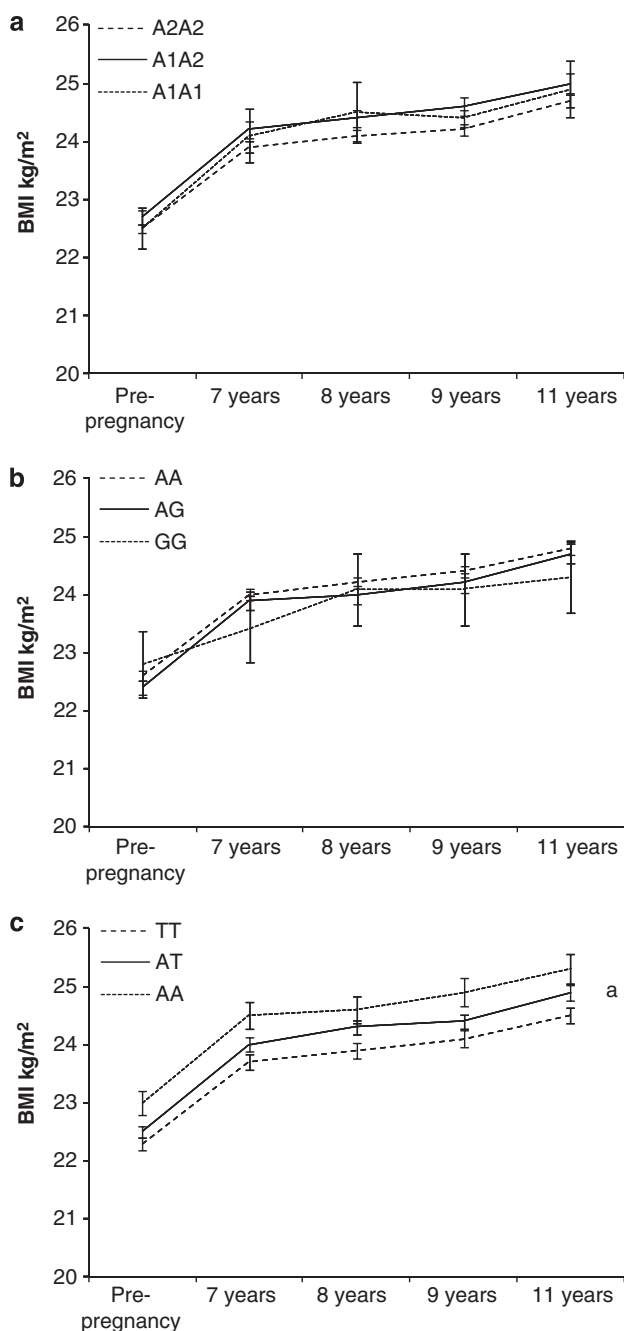 a
A2A2
A1A2
A1A1
BMI kg/m²
26
25
24
23
22
21
20
Pre-
pregnancy
7 years
8 years
9 years
11 years
b
AA
AG
GG
BMI kg/m²
26
25
24
23
22
21
20
Pre-
pregnancy
7 years
8 years
9 years
11 years
c
TT
AT
AA
BMI kg/m²
26
25
24
23
22
21
20
a
Pre-
pregnancy
7 years
8 years
9 years
11 years